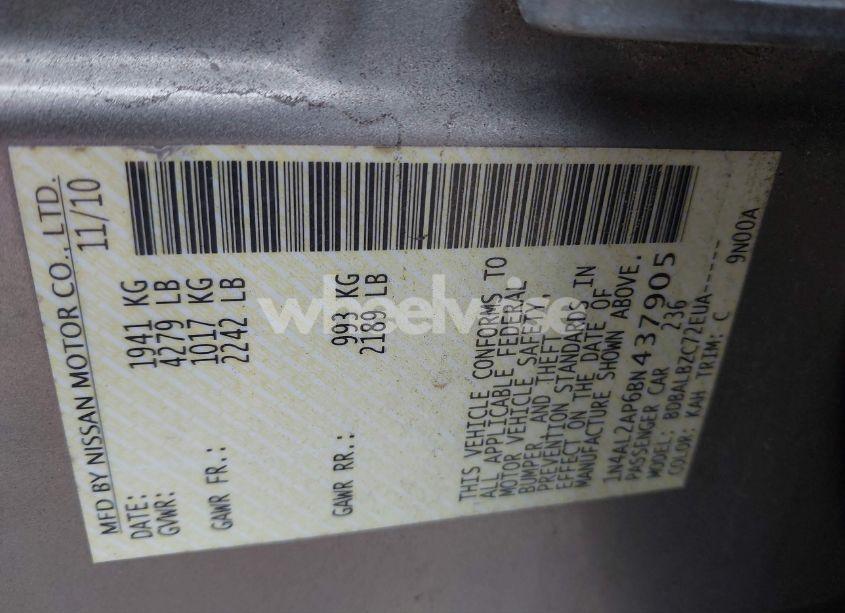 MFD BY NISSAN MOTOR CO., LTD.
DATE: 11/10
GVWR: 1941 KG
4279 LB
GAWR FR.: 1017 KG
2242 LB
GAWR RR.: 993 KG
2189 LB
THIS VEHICLE CONFORMS TO
ALL APPLICABLE FEDERAL
MOTOR VEHICLE SAFETY,
BUMPER, AND THEFT
PREVENTION STANDARDS IN
EFFECT ON THE DATE OF
MANUFACTURE SHOWN ABOVE.
1N4AL2AP6BN437905
PASSENGER CAR 236
MODEL: BDBALBZC72EUA------
COLOR: KAH TRIM: C 9N00A